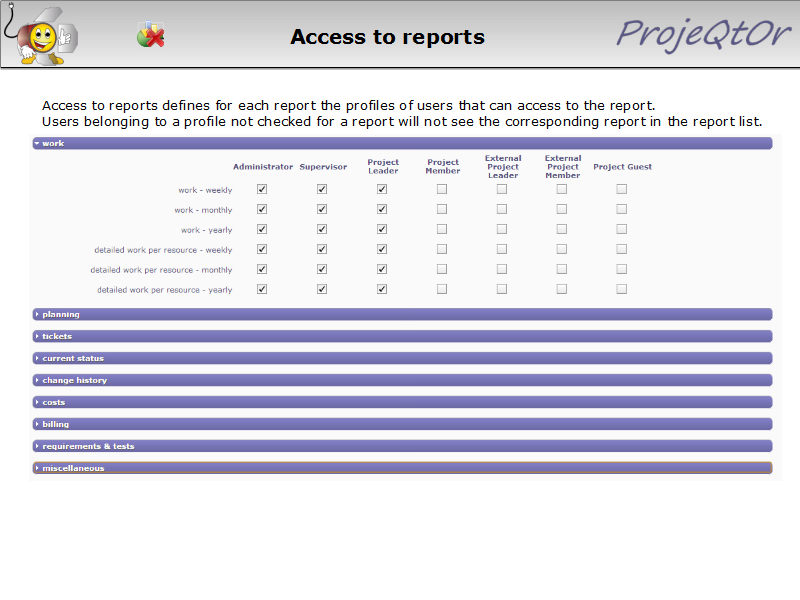 Access to reports
ProjeQtOr
Access to reports defines for each report the profiles of users that can access to the report.
Users belonging to a profile not checked for a report will not see the corresponding report in the report list.
work
Administrator Supervisor Project Leader Project Member External Project Leader External Project Member Project Guest
work - weekly
work - monthly
work - yearly
detailed work per resource - weekly
detailed work per resource - monthly
detailed work per resource - yearly
planning
tickets
current status
change history
costs
billing
requirements & tests
miscellaneous